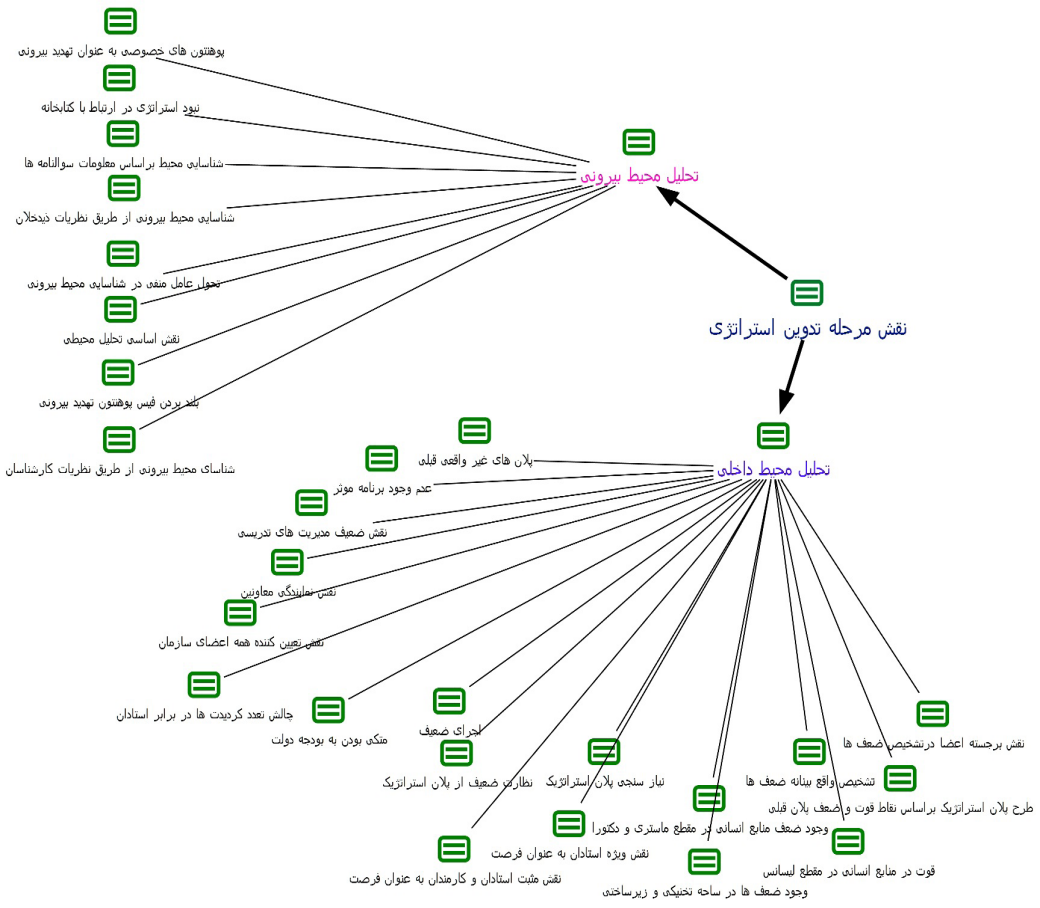 پوهنتون های خصوصی به عنوان تهدید بیرونی
نبود استراتژی در ارتباط با کتابخانه
شناسایی محیط براساس معلومات سوالنامه ها
تحلیل محیط بیرونی
شناسایی محیط بیرونی از طریق نظریات ذیدخلان
تحول عامل منفی در شناسایی محیط بیرونی
نقش مرحله تدوین استراتژی
نقش اساسی تحلیل محیطی
بلند بردن فیس پوهنتون تهدید بیرونی
شناسای محیط بیرونی از طریق نظریات کارشناسان
پلان های غیر واقعی قبلی
تحلیل محیط داخلی
عدم وجود برنامه موثر
نقش ضعیف مدیریت های تدریسی
نقش نمایندگی معاونین
نقش تعیین کننده همه اعضای سازمان
چالش تعدد کردیدت ها در برابر استادان
متکی بودن به بودجه دولت
اجرای ضعیف
نقش برجسته اعضا درتشخیص ضعف ها
نظارت ضعیف از پلان استراتژیک
نیاز سنجی پلان استراتژیک
تشخیص واقع بینانه ضعف ها
طرح پلان استراتژیک براساس نقاط قوت و ضعف پلان قبلی
وجود ضعف منابع انسانی در مقطع ماستری و دکتورا
نقش ویژه استادان به عنوان فرصت
قوت در منابع انسانی در مقطع لیسانس
نقش مثبت استادان و کارمندان به عنوان فرصت
وجود ضعف ها در ساحه تخنیکی و زیرساختی